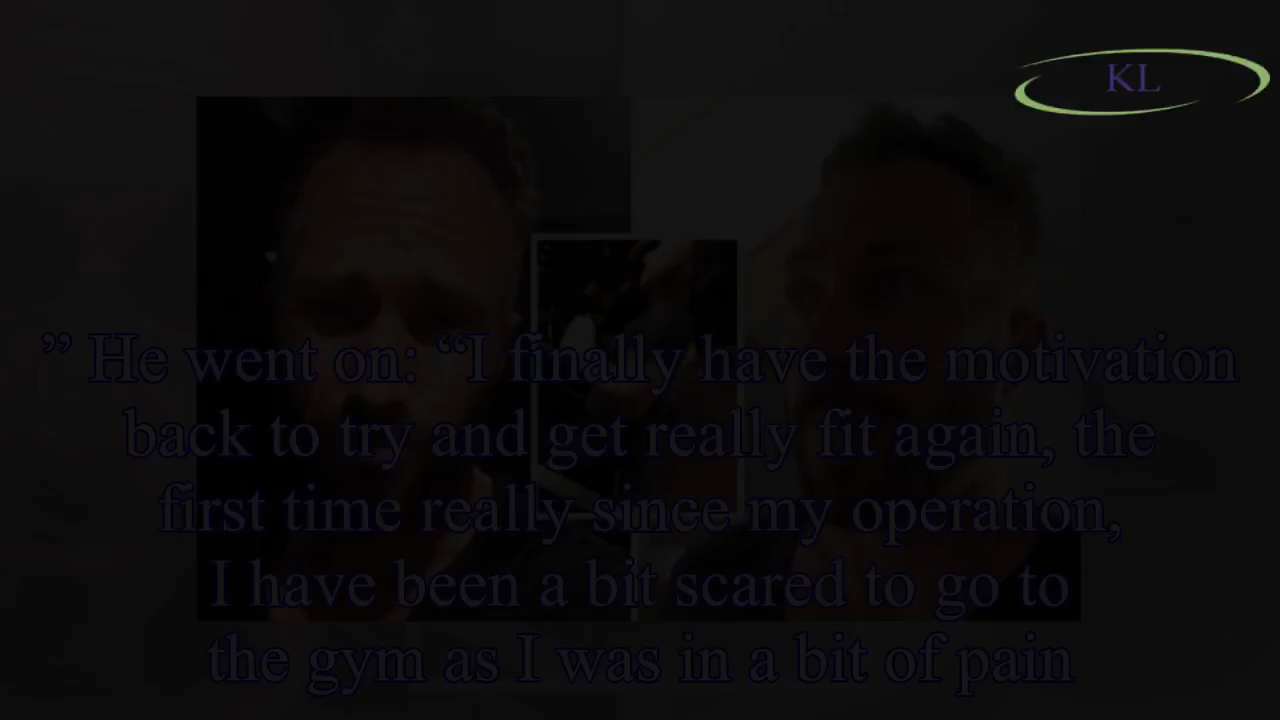 KL
” He went on: “I finally have the motivation
back to try and get really fit again, the
first time really since my operation,
I have been a bit scared to go to
the gym as I was in a bit of pain